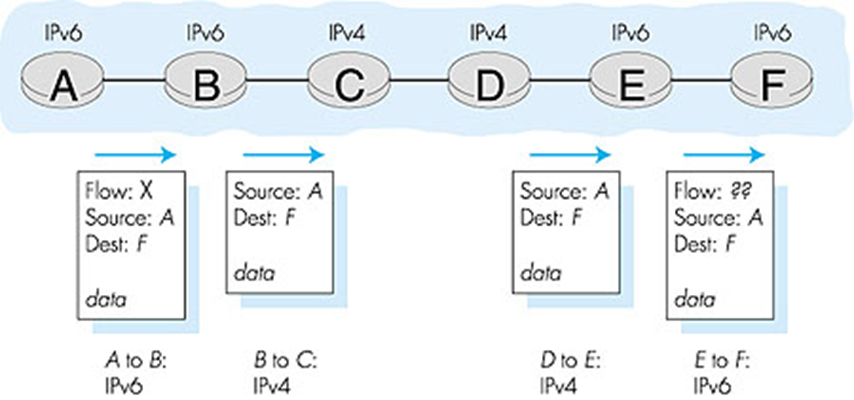 IPv6 IPv6 IPv4 IPv4 IPv6 IPv6
A B C D E F
Flow: X
Source: A
Dest: F
data
Source: A
Dest: F
data
Source: A
Dest: F
data
Flow: ??
Source: A
Dest: F
data
A to B:
IPv6
B to C:
IPv4
D to E:
IPv4
E to F:
IPv6